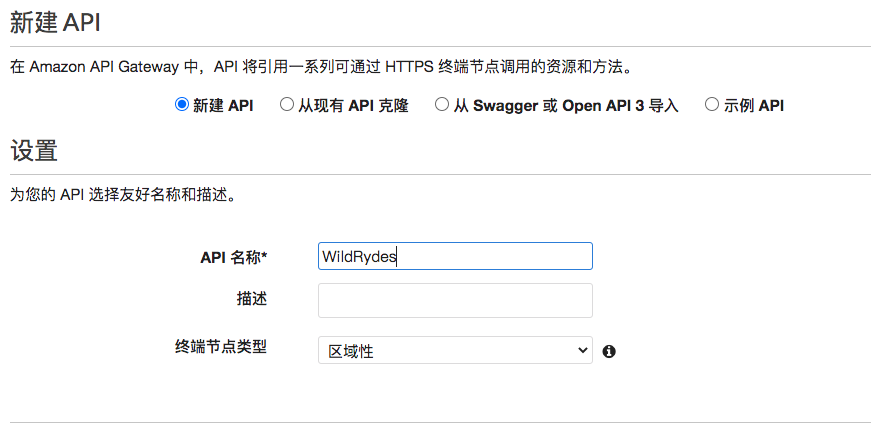 新建 API
在 Amazon API Gateway 中，API 将引用一系列可通过 HTTPS 终端节点调用的资源和方法。
新建 API 从现有 API 克隆 从 Swagger 或 Open API 3 导入 示例 API
设置
为您的 API 选择友好名称和描述。
API 名称* WildRydes
描述
终端节点类型 区域性